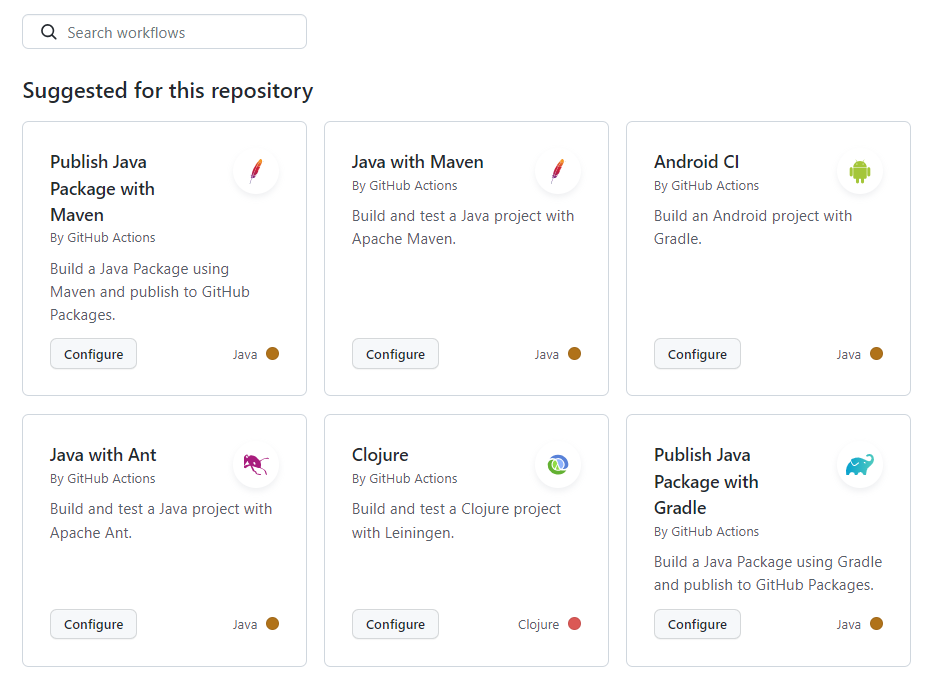 Search workflows
Suggested for this repository
Publish Java
Package with
Maven
By GitHub Actions
Build a Java Package using
Maven and publish to GitHub
Packages.
Configure
Java
Java with Maven
By GitHub Actions
Build and test a Java project with
Apache Maven.
Configure
Java
Android CI
By GitHub Actions
Build an Android project with
Gradle.
Configure
Java
Java with Ant
By GitHub Actions
Build and test a Java project with
Apache Ant.
Configure
Java
Clojure
By GitHub Actions
Build and test a Clojure project
with Leiningen.
Configure
Clojure
Publish Java
Package with
Gradle
By GitHub Actions
Build a Java Package using Gradle
and publish to GitHub Packages.
Configure
Java